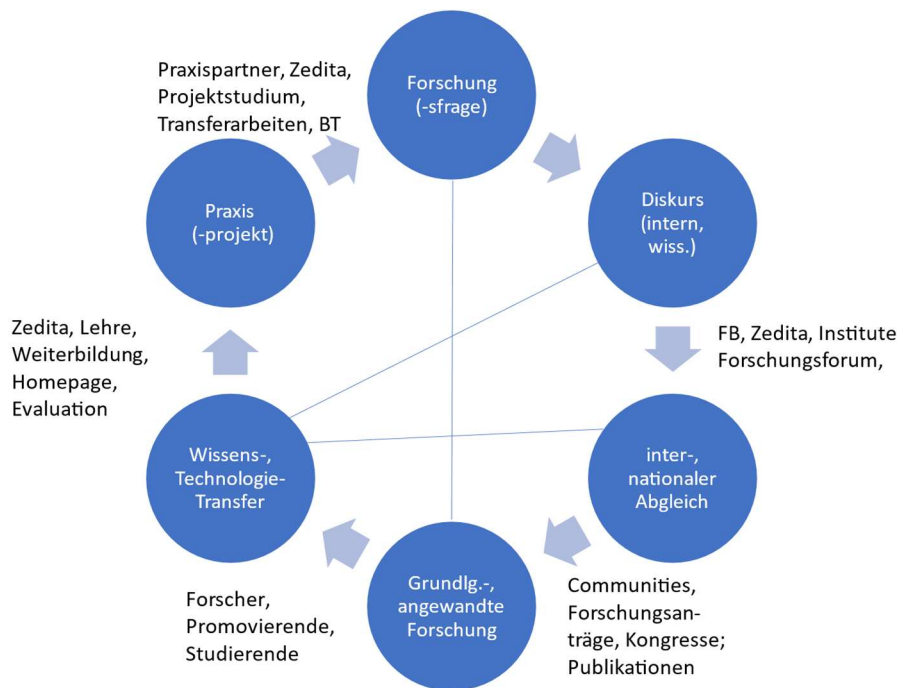 Praxispartner, Zedita,
Projektstudium,
Transferarbeiten, BT
Forschung
(-sfrage)
Diskurs
(intern,
wiss.)
FB, Zedita, Institute
Forschungsforum,
inter-,
nationaler
Abgleich
Communities,
Forschungsan-
träge, Kongresse;
Publikationen
Grundlg.-,
angewandte
Forschung
Forscher,
Promovierende,
Studierende
Wissens-,
Technologie-
Transfer
Zedita, Lehre,
Weiterbildung,
Homepage,
Evaluation
Praxis
(-projekt)